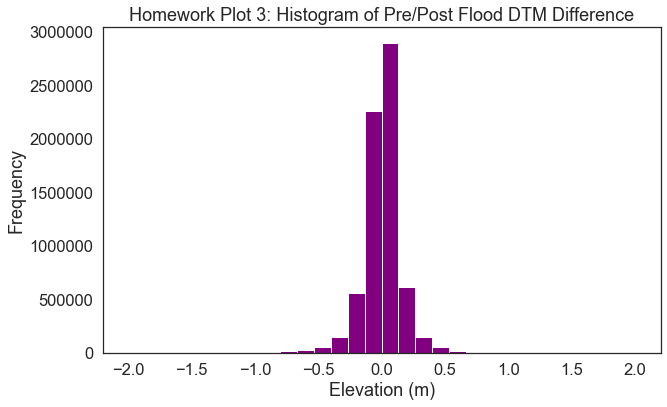 Homework Plot 3: Histogram of Pre/Post Flood DTM Difference
3000000
2500000
2000000
1500000
1000000
500000
0
Frequency
−2.0 −1.5 −1.0 −0.5 0.0 0.5 1.0 1.5 2.0
Elevation (m)